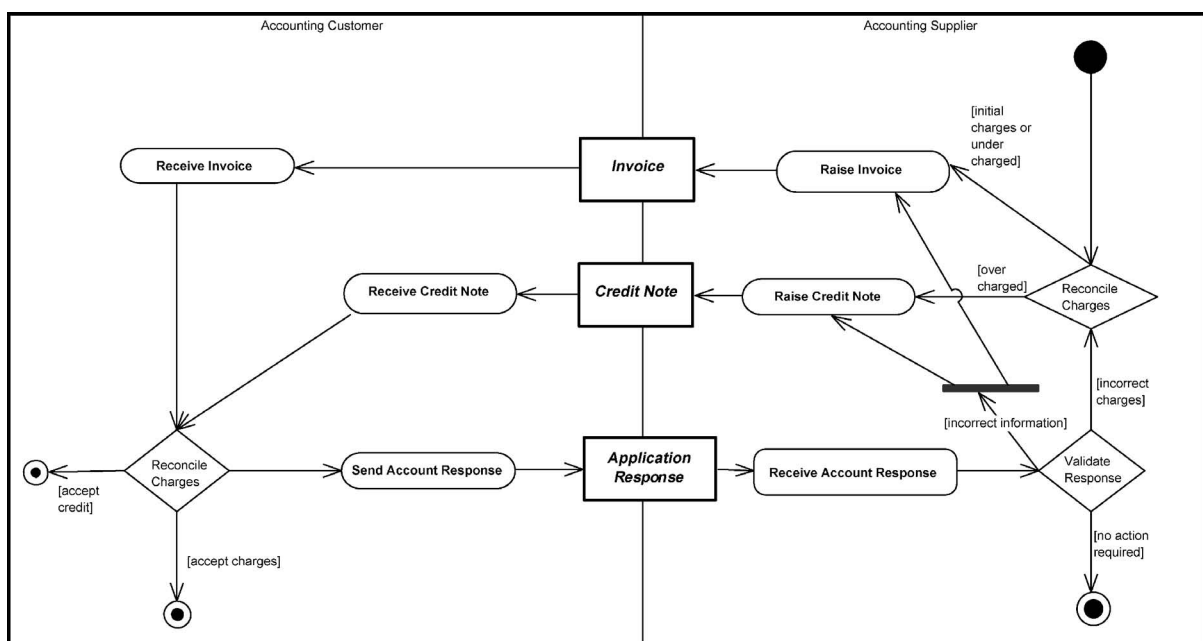 Accounting Customer
Accounting Supplier
[initial
charges or
under
charged]
Receive Invoice
Invoice
Raise Invoice
Receive Credit Note
Credit Note
Raise Credit Note
[over
charged]
Reconcile
Charges
[incorrect
charges]
[incorrect information]
Reconcile
Charges
Send Account Response
Application
Response
Receive Account Response
Validate
Response
[accept
credit]
[accept charges]
[no action
required]